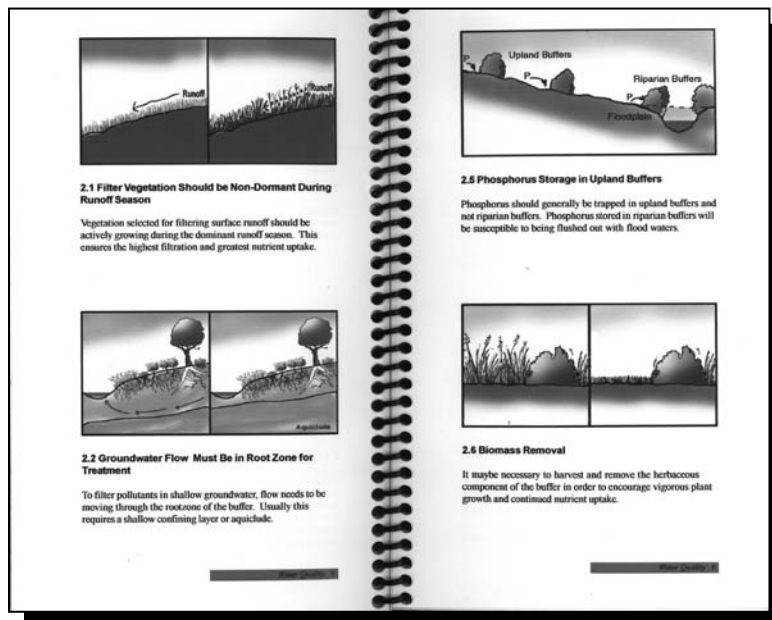 Runoff
Runoff
2.1 Filter Vegetation Should be Non-Dormant During
Runoff Season
Vegetation selected for filtering surface runoff should be
actively growing during the dominant runoff season. This
ensures the highest filtration and greatest nutrient uptake.
Aquiclude
2.2 Groundwater Flow Must Be in Root Zone for
Treatment
To filter pollutants in shallow groundwater, flow needs to be
moving through the rootzone of the buffer. Usually this
requires a shallow confining layer or aquiclude.
Water Quality
Upland Buffers
P
P
Riparian Buffers
P
Floodplain
2.5 Phosphorus Storage in Upland Buffers
Phosphorus should generally be trapped in upland buffers and
not riparian buffers. Phosphorus stored in riparian buffers will
be susceptible to being flushed out with flood waters.
2.6 Biomass Removal
It maybe necessary to harvest and remove the herbaceous
component of the buffer in order to encourage vigorous plant
growth and continued nutrient uptake.
Water Quality